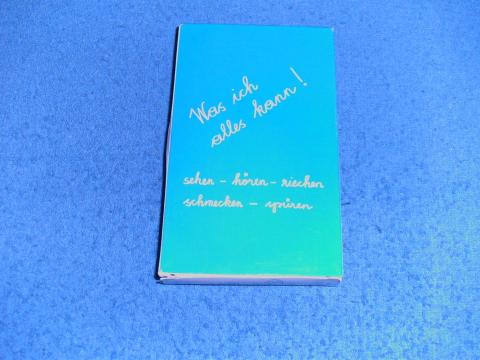 Was ich
alles kann!
sehen - hören - riechen
schmecken - spüren